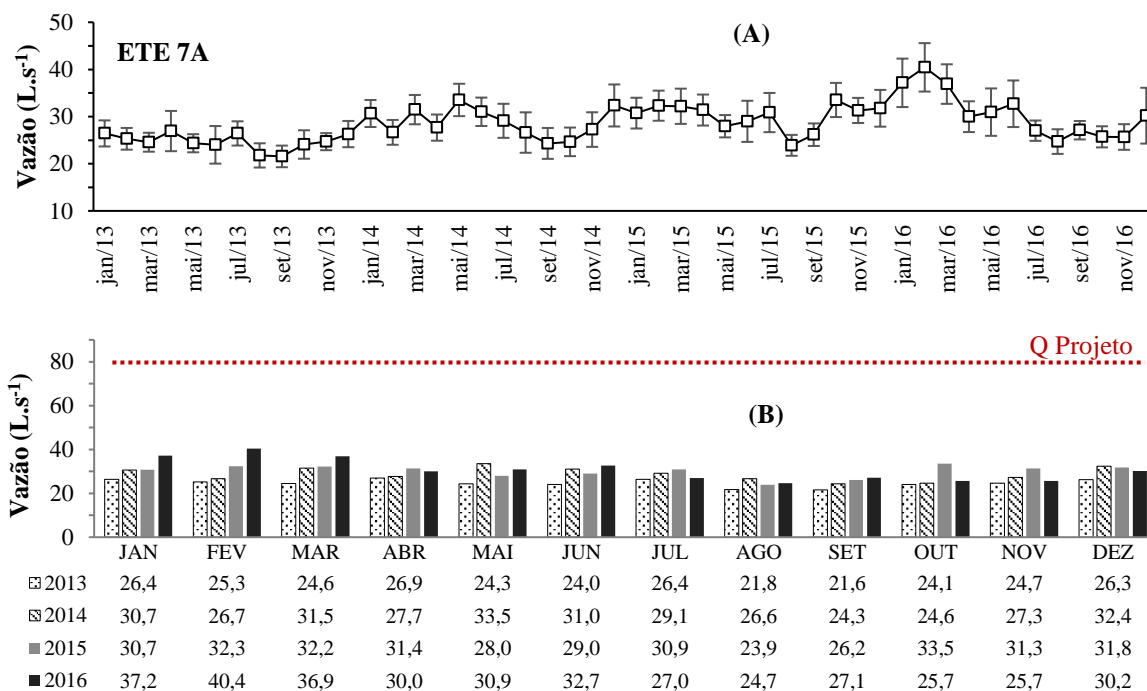 50
40
30
20
10
Vazão (L.s-1)
ETE 7A
(A)
jan/13
mar/13
mai/13
jul/13
set/13
nov/13
jan/14
mar/14
mai/14
jul/14
set/14
nov/14
jan/15
mar/15
mai/15
jul/15
set/15
nov/15
jan/16
mar/16
mai/16
jul/16
set/16
nov/16
Q Projeto
80
60
40
20
0
Vazão (L.s-1)
(B)
JAN FEV MAR ABR MAI JUN JUL AGO SET OUT NOV DEZ
2013 26,4 25,3 24,6 26,9 24,3 24,0 26,4 21,8 21,6 24,1 24,7 26,3
2014 30,7 26,7 31,5 27,7 33,5 31,0 29,1 26,6 24,3 24,6 27,3 32,4
2015 30,7 32,3 32,2 31,4 28,0 29,0 30,9 23,9 26,2 33,5 31,3 31,8
2016 37,2 40,4 36,9 30,0 30,9 32,7 27,0 24,7 27,1 25,7 25,7 30,2